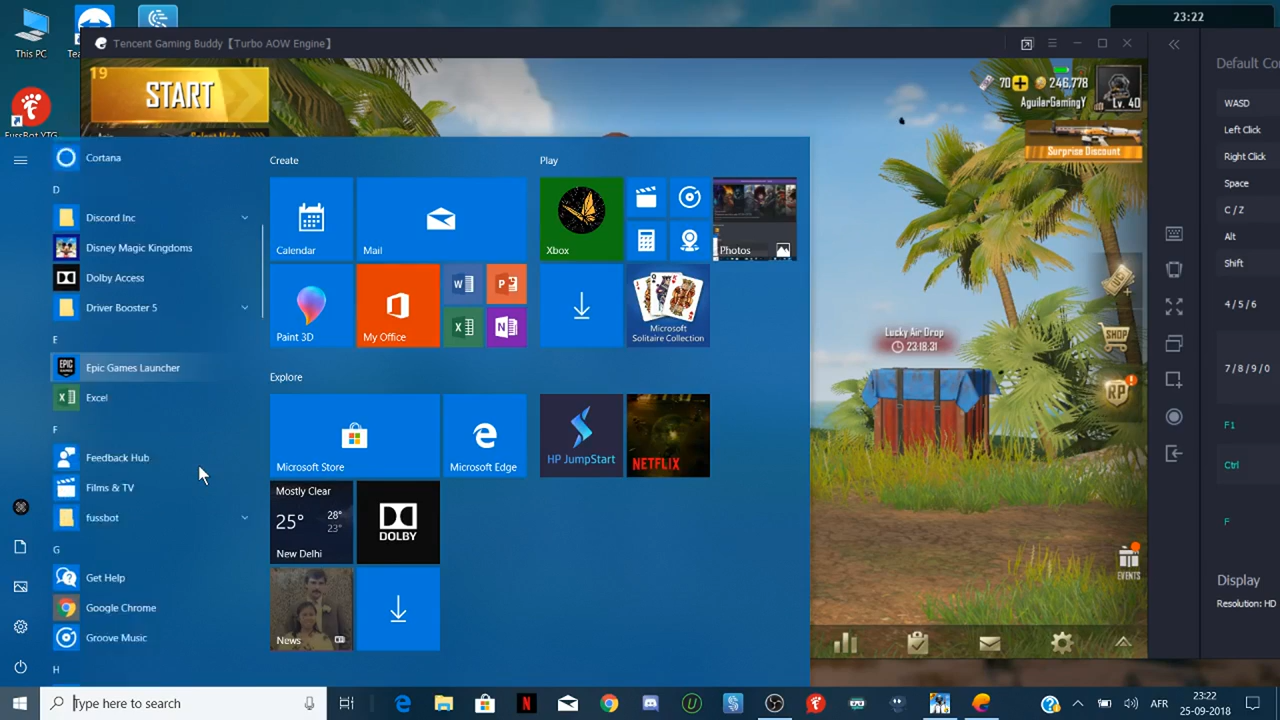 This PC
23:22
Tencent Gaming Buddy【Turbo AOW Engine】
19
START
70
246,778
AguilarGamingY
Lv. 40
Surprise Discount
Lucky Air Drop
23:18:31
SHOP
RP
EVENTS
Default Co
WASD
Left Click
Right Click
Space
C / Z
Alt
Shift
4 / 5 / 6
7 / 8 / 9 / 0
F1
Ctrl
F
Display
Resolution: HD
FussBot YTG
Cortana
D
Discord Inc
Disney Magic Kingdoms
Dolby Access
Driver Booster 5
E
Epic Games Launcher
Excel
F
Feedback Hub
Films & TV
fussbot
G
Get Help
Google Chrome
Groove Music
H
Create
Calendar
Mail
Paint 3D
My Office
Play
Xbox
Photos
Microsoft
Solitaire Collection
Explore
Microsoft Store
Microsoft Edge
HP JumpStart
NETFLIX
Mostly Clear
25°
28°
23°
New Delhi
DOLBY
News
Type here to search
AFR
23:22
25-09-2018